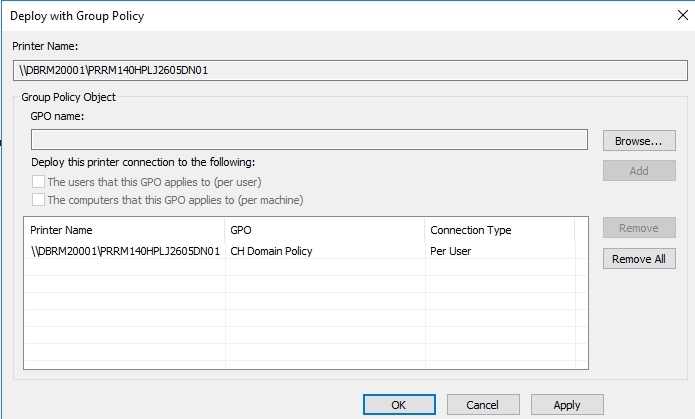 Deploy with Group Policy
Printer Name:
\\DBRM20001\PRRM140HPLJ2605DN01
Group Policy Object
GPO name:
Browse...
Deploy this printer connection to the following:
Add
The users that this GPO applies to (per user)
The computers that this GPO applies to (per machine)
Printer Name GPO Connection Type
Remove
\\DBRM20001\PRRM140HPLJ2605DN01 CH Domain Policy Per User
Remove All
OK Cancel Apply